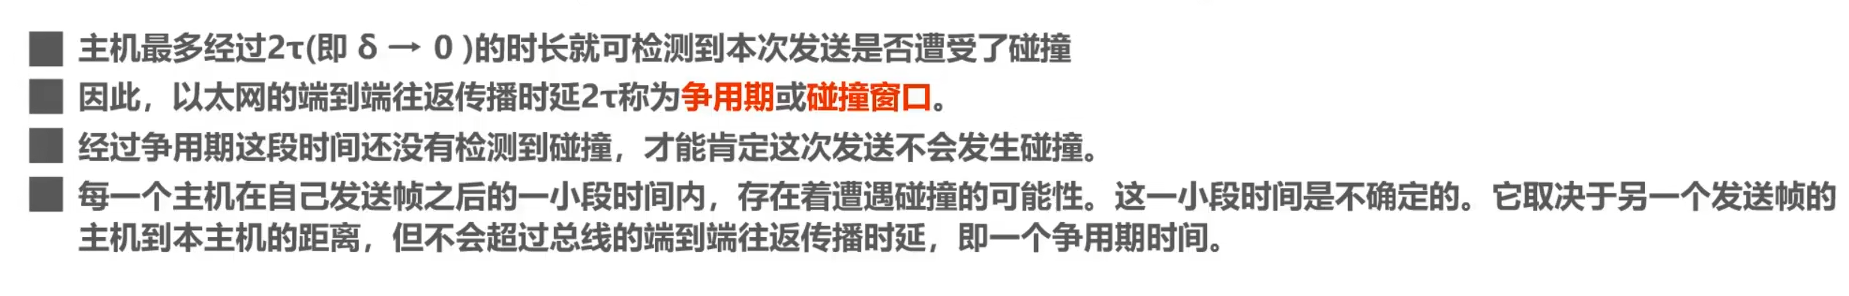 主机最多经过2τ(即 δ → 0 )的时长就可检测到本次发送是否遭受了碰撞
因此，以太网的端到端往返传播时延2τ称为争用期或碰撞窗口。
经过争用期这段时间还没有检测到碰撞，才能肯定这次发送不会发生碰撞。
每一个主机在自己发送帧之后的一小段时间内，存在着遭遇碰撞的可能性。这一小段时间是不确定的。它取决于另一个发送帧的
主机到本主机的距离，但不会超过总线的端到端往返传播时延，即一个争用期时间。